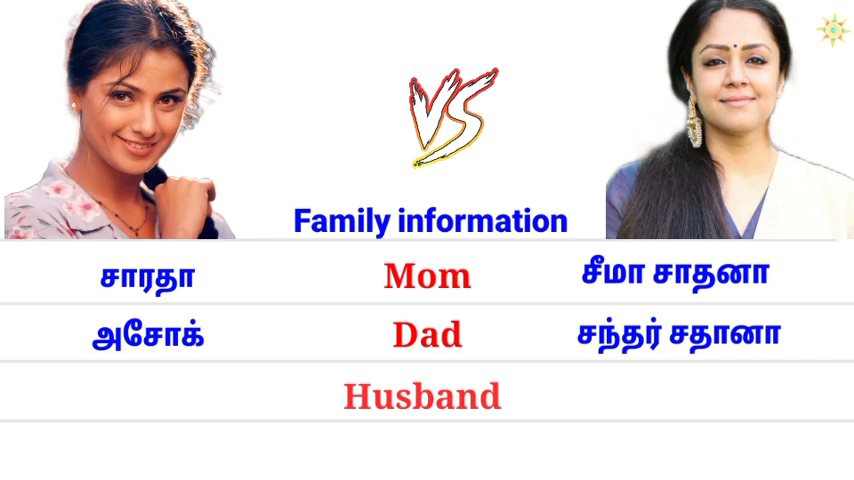 VS
Family information
சாரதா Mom சீமா சாதனா
அசோக் Dad சந்தர் சதானா
Husband